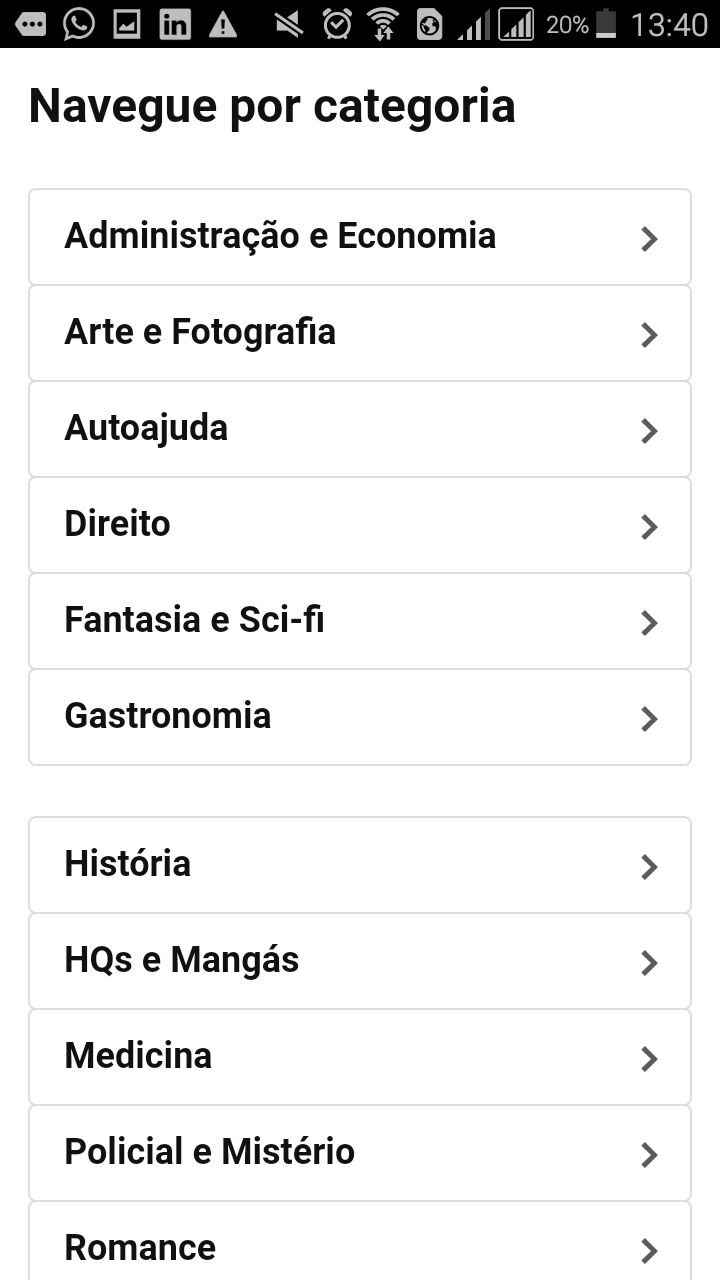 20% 13:40
Navegue por categoria
Administração e Economia
Arte e Fotografia
Autoajuda
Direito
Fantasia e Sci-fi
Gastronomia
História
HQs e Mangás
Medicina
Policial e Mistério
Romance